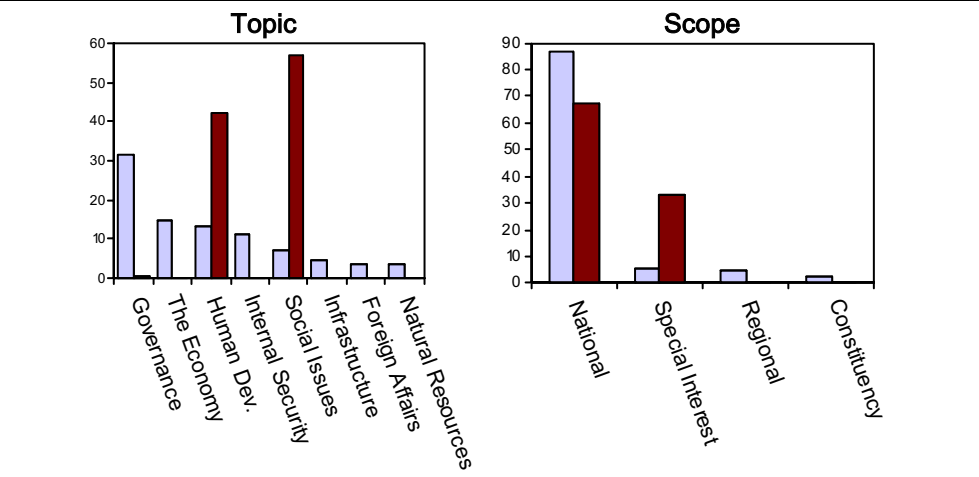 Topic
60
50
40
30
20
10
0
Governance
The Economy
Human Dev.
Internal Security
Social Issues
Infrastructure
Foreign Affairs
Natural Resources
Scope
90
80
70
60
50
40
30
20
10
0
National
Special Interest
Regional
Constituency